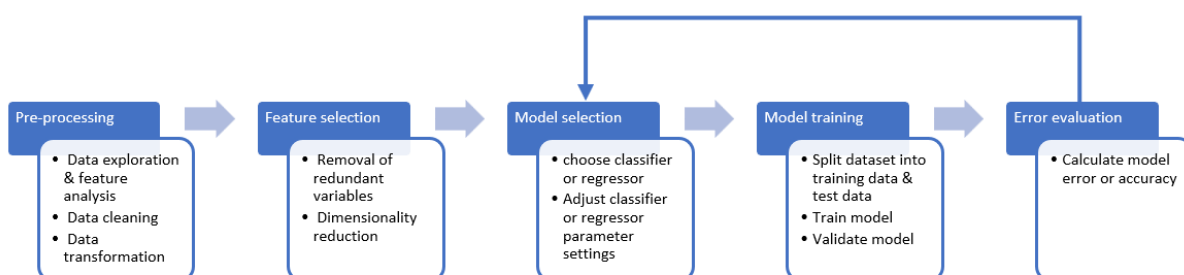 Pre-processing
• Data exploration
& feature
analysis
• Data cleaning
• Data
transformation
Feature selection
• Removal of
redundant
variables
• Dimensionality
reduction
Model selection
• choose classifier
or regressor
• Adjust classifier
or regressor
parameter
settings
Model training
• Split dataset into
training data &
test data
• Train model
• Validate model
Error evaluation
• Calculate model
error or accuracy